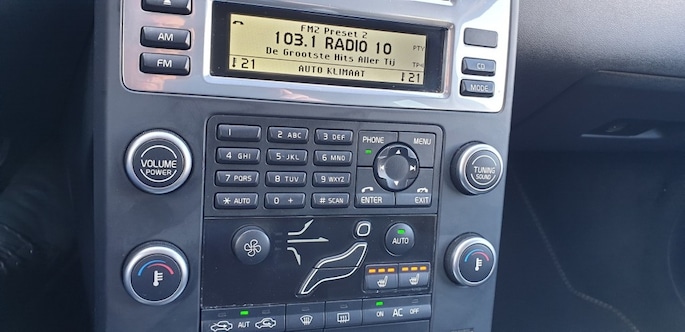 FM2 Preset 2
103.1 RADIO 10 PTY
De Grootste Hits Aller Tij TP
21 AUTO KLIMAAT 21
AM
FM
CD
MODE
1 2 ABC 3 DEF PHONE MENU
4 GHI 5 JKL 6 MNO
7 PQRS 8 TUV 9 WXYZ
* AUTO 0 + # SCAN ENTER EXIT
VOLUME
POWER
TUNING
SOUND
AUTO
AUT ON AC OFF